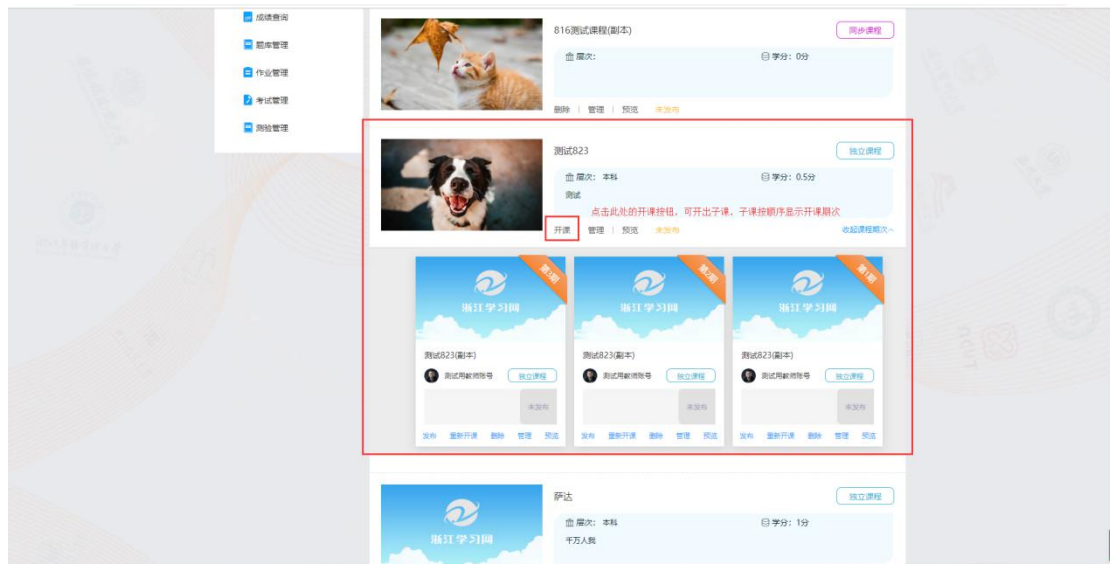 成绩查询
题库管理
作业管理
考试管理
测验管理
816测试课程(副本)
同步课程
层次：
学分：0分
删除 | 管理 | 预览 未发布
测试823
独立课程
层次：本科
学分：0.5分
测试
点击此处的开课按钮，可开出子课，子课按顺序显示开课期次
开课 管理 | 预览 未发布
收起课程期次
第3期
浙江学习网
测试823(副本)
测试用教师账号
独立课程
未发布
发布 重新开课 删除 管理 预览
第2期
浙江学习网
测试823(副本)
测试用教师账号
独立课程
未发布
发布 重新开课 删除 管理 预览
第1期
浙江学习网
测试823(副本)
测试用教师账号
独立课程
未发布
发布 重新开课 删除 管理 预览
萨达
独立课程
浙江学习网
层次：本科
学分：1分
千万人我